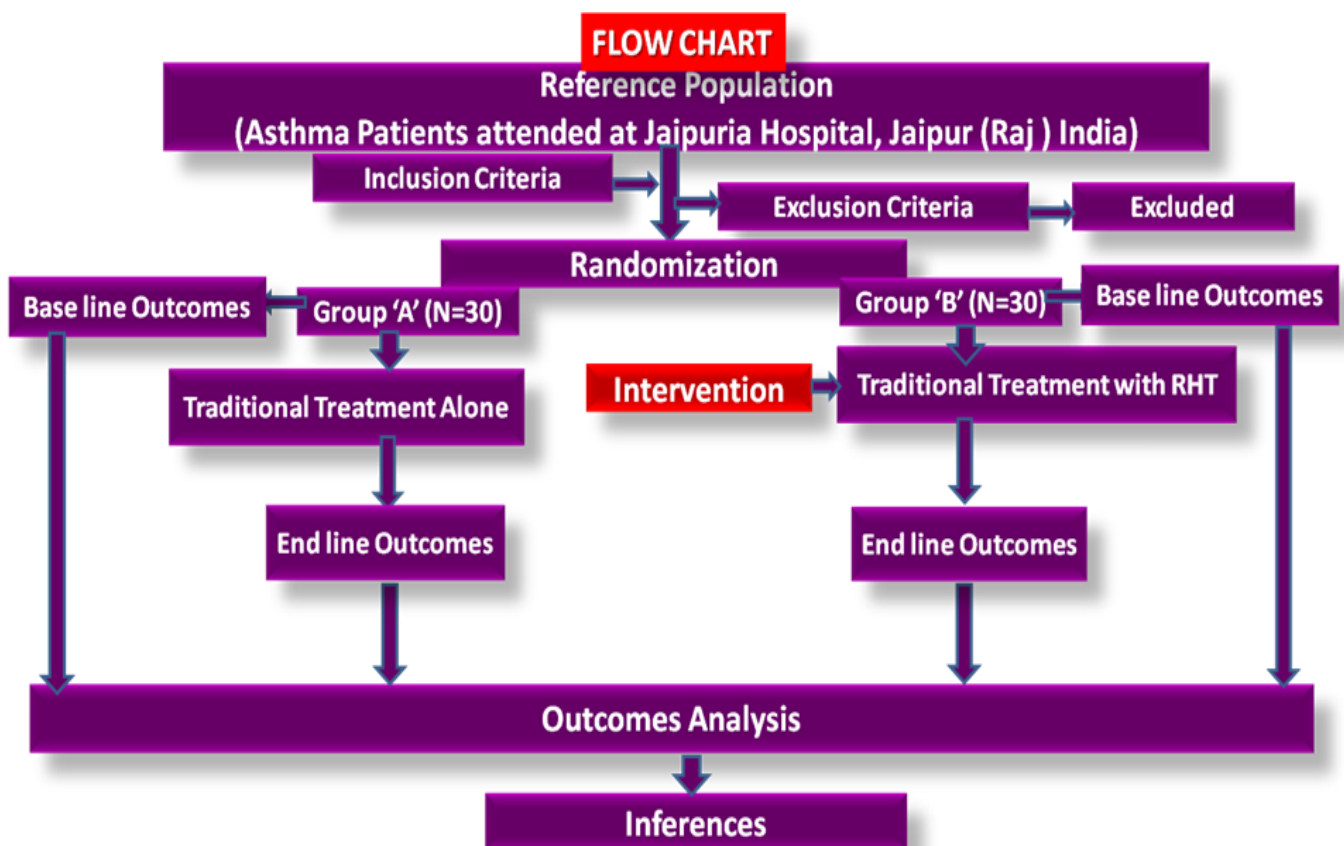 FLOW CHART
Reference Population
(Asthma Patients attended at Jaipuria Hospital, Jaipur (Raj ) India)
Inclusion Criteria
Exclusion Criteria
Excluded
Randomization
Base line Outcomes
Group ‘A’ (N=30)
Group ‘B’ (N=30)
Base line Outcomes
Traditional Treatment Alone
Intervention
Traditional Treatment with RHT
End line Outcomes
End line Outcomes
Outcomes Analysis
Inferences